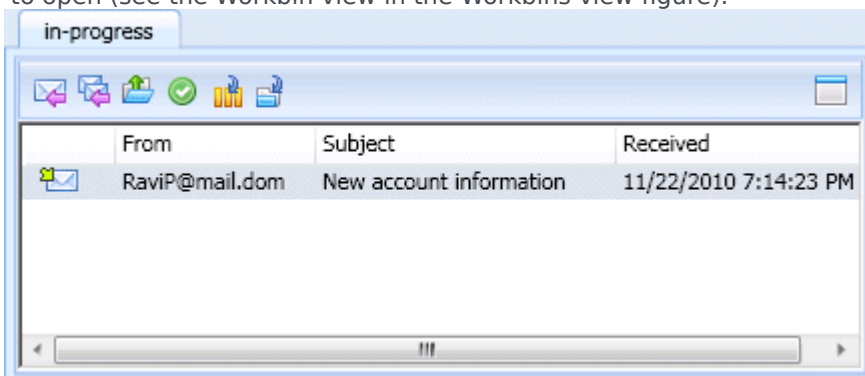 to open (see the Workbin view in the Workbins view figure).
in-progress
From Subject Received
RaviP@mail.dom New account information 11/22/2010 7:14:23 PM